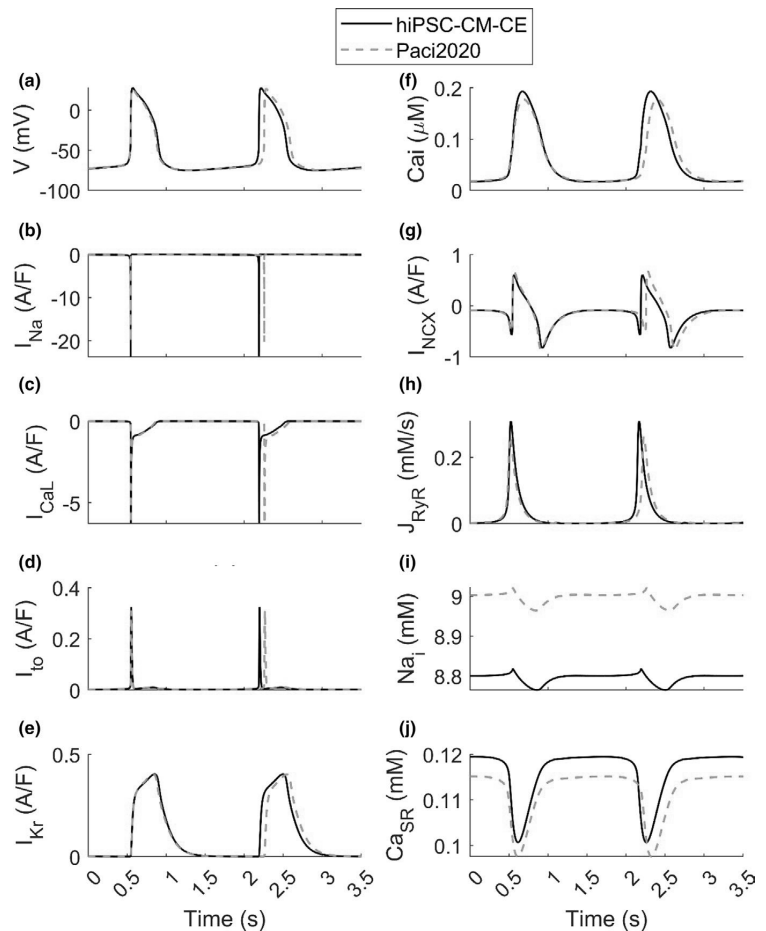 hiPSC-CM-CE
Paci2020
(a)
V (mV)
0
-50
-100
(b)
I_Na (A/F)
0
-10
-20
(c)
I_CaL (A/F)
0
-5
(d)
I_to (A/F)
0.4
0.2
0
(e)
I_Kr (A/F)
0.5
0
0
0.5
1
1.5
2
2.5
3
3.5
Time (s)
(f)
Cai (μM)
0.2
0.1
0
(g)
I_NCX (A/F)
1
0
-1
(h)
J_RyR (mM/s)
0.2
0
(i)
Na_i (mM)
9
8.9
8.8
(j)
Ca_SR (mM)
0.12
0.11
0.1
0
0.5
1
1.5
2
2.5
3
3.5
Time (s)